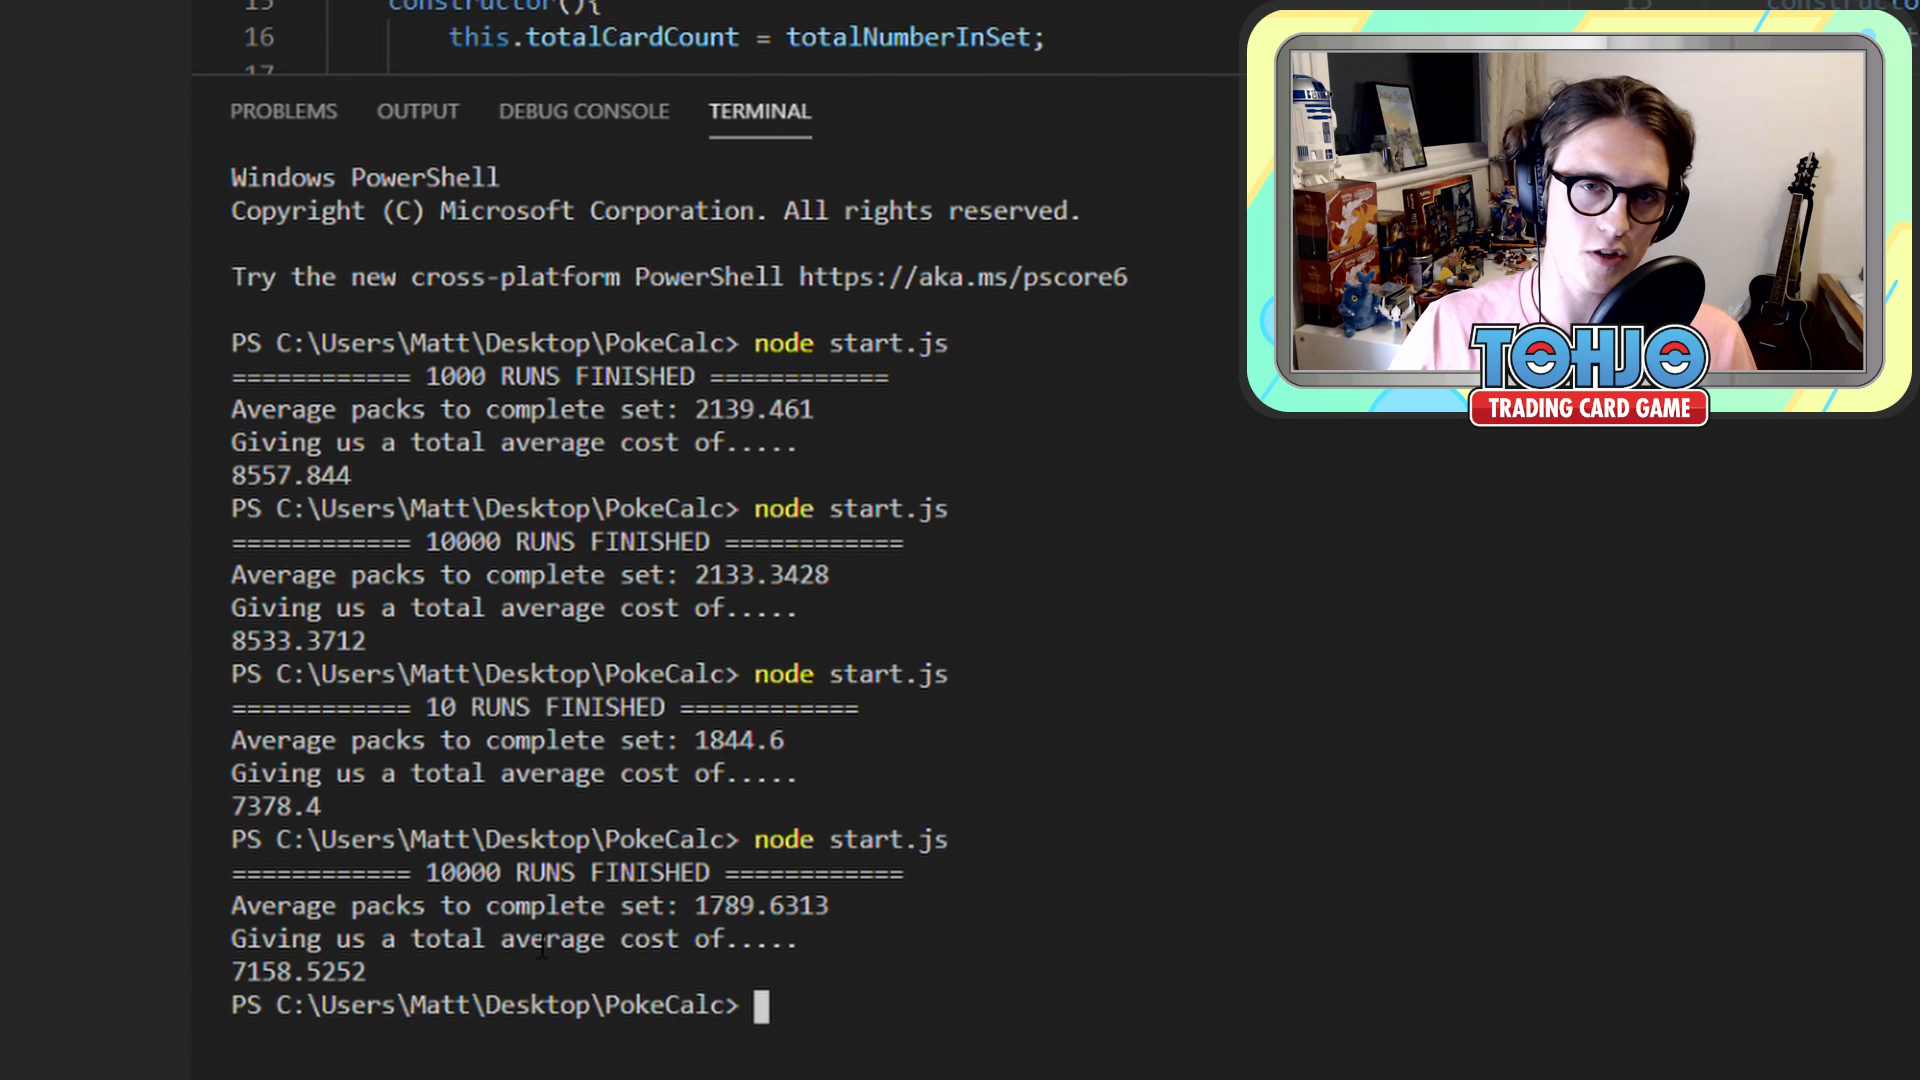 15 constructor(){
16 this.totalCardCount = totalNumberInSet;
17
PROBLEMS OUTPUT DEBUG CONSOLE TERMINAL
Windows PowerShell
Copyright (C) Microsoft Corporation. All rights reserved.
Try the new cross-platform PowerShell https://aka.ms/pscore6
PS C:\Users\Matt\Desktop\PokeCalc> node start.js
============ 1000 RUNS FINISHED ============
Average packs to complete set: 2139.461
Giving us a total average cost of.....
8557.844
PS C:\Users\Matt\Desktop\PokeCalc> node start.js
============ 10000 RUNS FINISHED ============
Average packs to complete set: 2133.3428
Giving us a total average cost of.....
8533.3712
PS C:\Users\Matt\Desktop\PokeCalc> node start.js
============ 10 RUNS FINISHED ============
Average packs to complete set: 1844.6
Giving us a total average cost of.....
7378.4
PS C:\Users\Matt\Desktop\PokeCalc> node start.js
============ 10000 RUNS FINISHED ============
Average packs to complete set: 1789.6313
Giving us a total average cost of.....
7158.5252
PS C:\Users\Matt\Desktop\PokeCalc>
TOHJO
TRADING CARD GAME